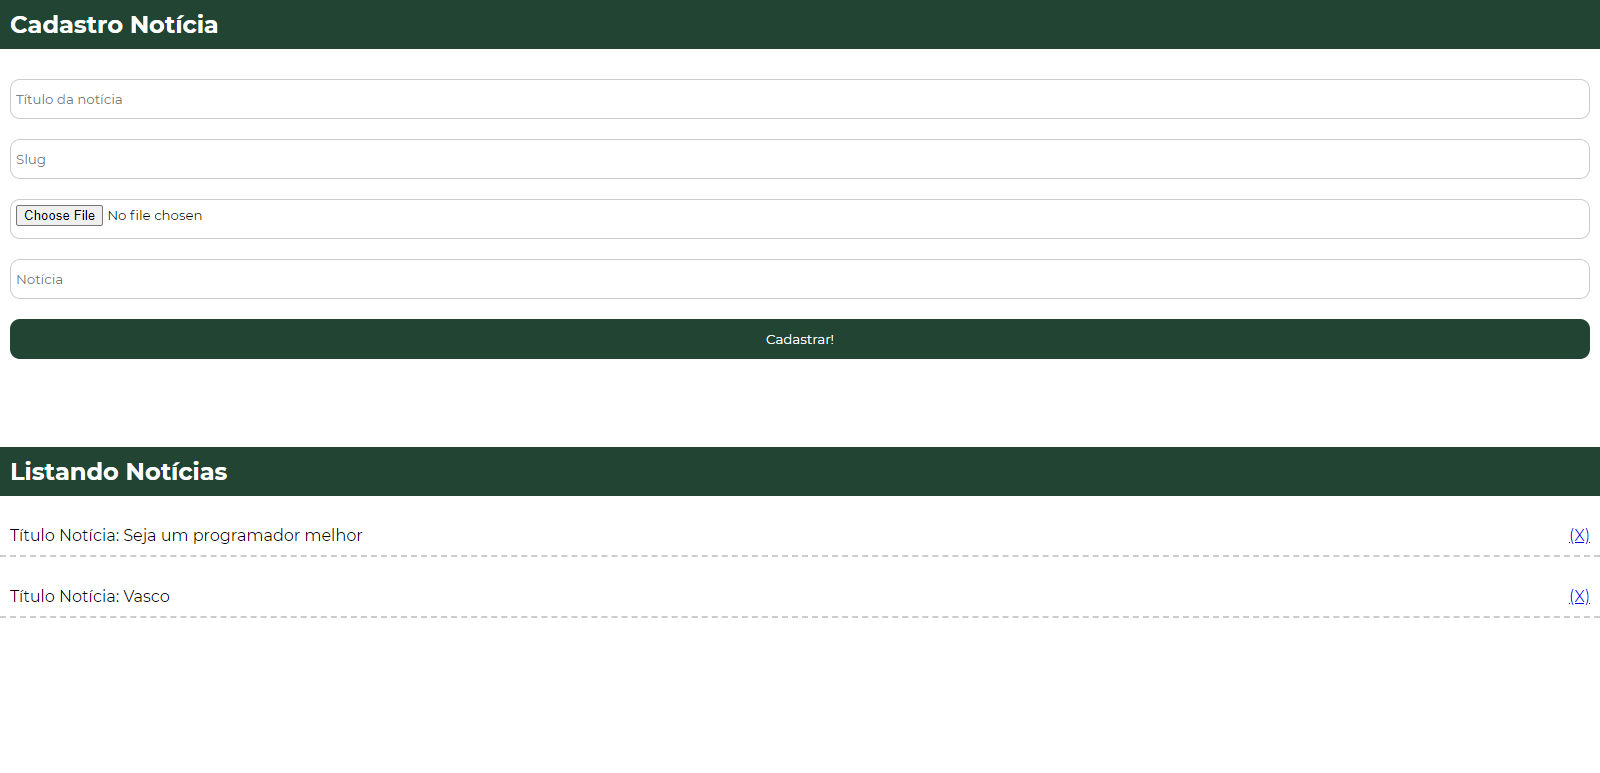 Cadastro Notícia
Título da notícia
Slug
Choose File No file chosen
Notícia
Cadastrar!
Listando Notícias
Título Notícia: Seja um programador melhor (X)
Título Notícia: Vasco (X)